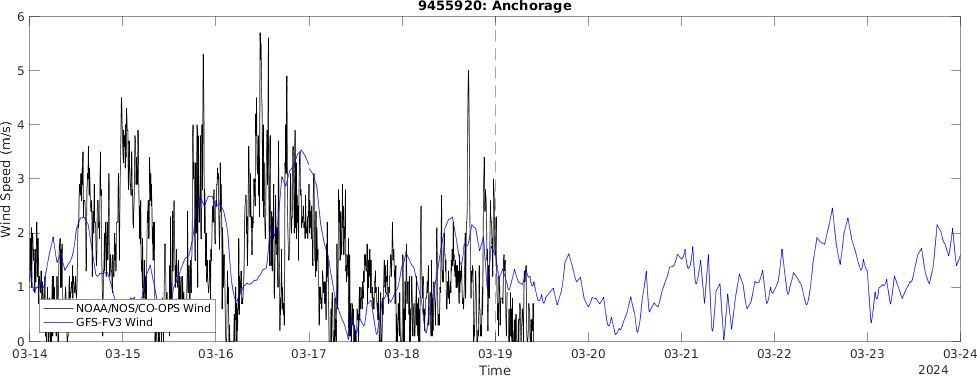 9455920: Anchorage
Wind Speed (m/s)
6
5
4
3
2
1
0
NOAA/NOS/CO-OPS Wind
GFS-FV3 Wind
03-14 03-15 03-16 03-17 03-18 03-19 03-20 03-21 03-22 03-23 03-24
Time
2024